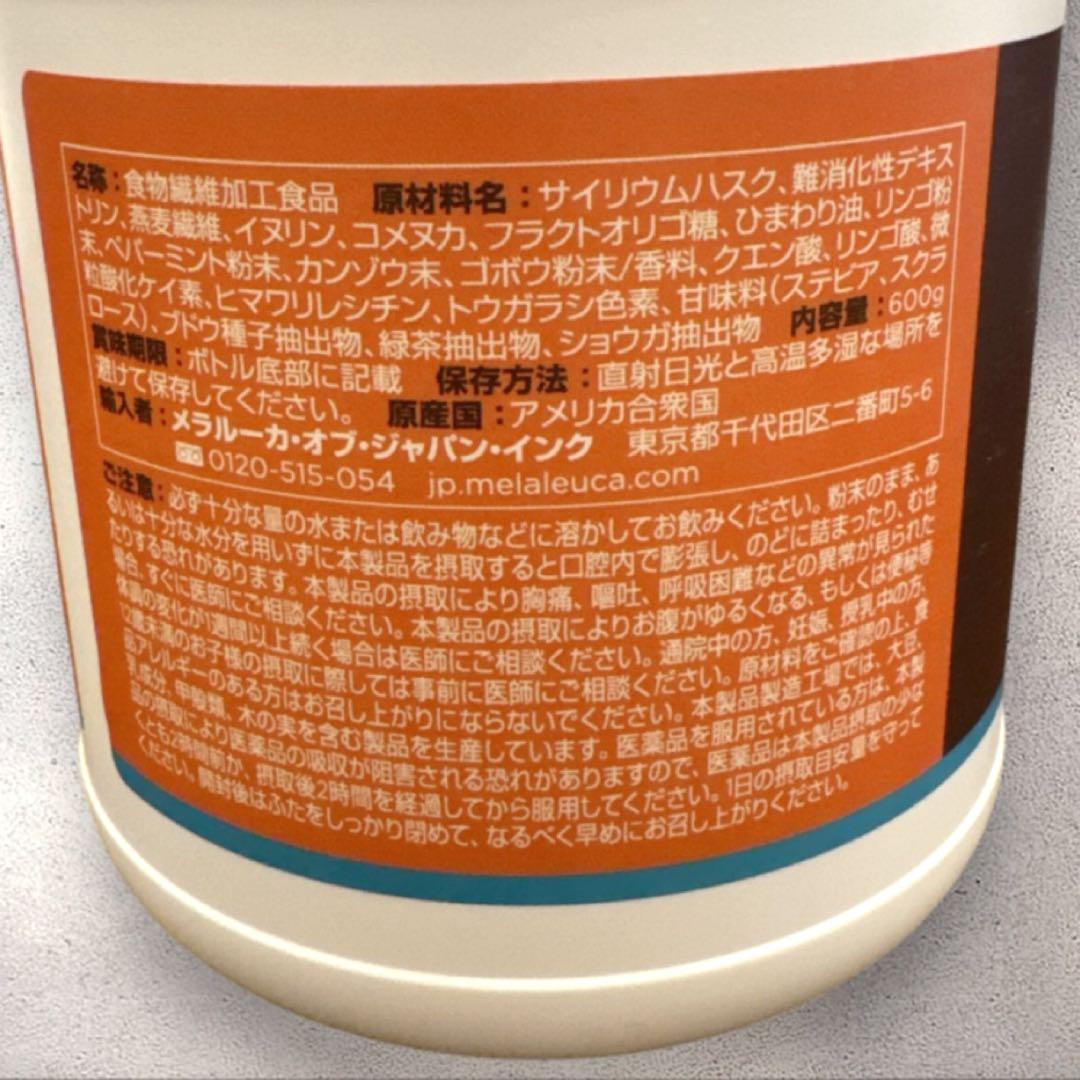 名称：食物繊維加工食品　原材料名：サイリウムハスク、難消化性デキス
トリン、燕麦繊維、イヌリン、コメヌカ、フラクトオリゴ糖、ひまわり油、リンゴ粉
末、ペパーミント粉末、カンゾウ末、ゴボウ粉末/香料、クエン酸、リンゴ酸、微
粒酸化ケイ素、ヒマワリレシチン、トウガラシ色素、甘味料（ステビア、スクラ
ロース）、ブドウ種子抽出物、緑茶抽出物、ショウガ抽出物　内容量：600g
賞味期限：ボトル底部に記載　保存方法：直射日光と高温多湿な場所を
避けて保存してください。　原産国：アメリカ合衆国
輸入者：メラルーカ・オブ・ジャパン・インク　東京都千代田区二番町5-6
0120-515-054　jp.melaleuca.com
ご注意：必ず十分な量の水または飲み物などに溶かしてお飲みください。粉末のまま、あ
るいは十分な水分を用いずに本製品を摂取すると口腔内で膨張し、のどに詰まったり、むせ
たりする恐れがあります。本製品の摂取により胸痛、嘔吐、呼吸困難などの異常が見られた
場合、すぐに医師にご相談ください。本製品の摂取によりお腹がゆるくなる、もしくは便秘等
体調の変化が1週間以上続く場合は医師にご相談ください。通院中の方、妊娠、授乳中の方、
12歳未満のお子様の摂取に際しては事前に医師にご相談ください。原材料をご確認の上、食
品アレルギーのある方はお召し上がりにならないでください。本製品製造工場では、大豆、
乳成分、甲殻類、木の実を含む製品を生産しています。医薬品を服用されている方は、本製
品の摂取により医薬品の吸収が阻害される恐れがありますので、医薬品は本製品摂取の少な
くとも2時間前か、摂取後2時間を経過してから服用してください。1日の摂取目安量を守って
ください。開封後はふたをしっかり閉めて、なるべく早めにお召し上がりください。